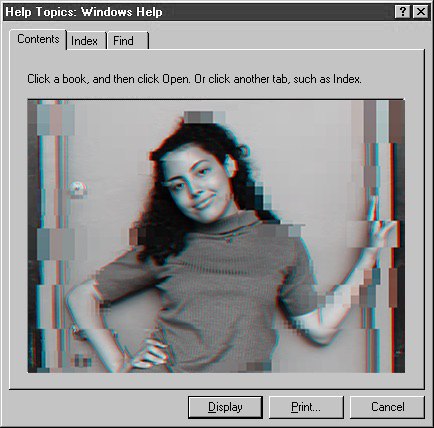 Help Topics: Windows Help
Contents
Index
Find
Click a book, and then click Open. Or click another tab, such as Index.
Display
Print...
Cancel